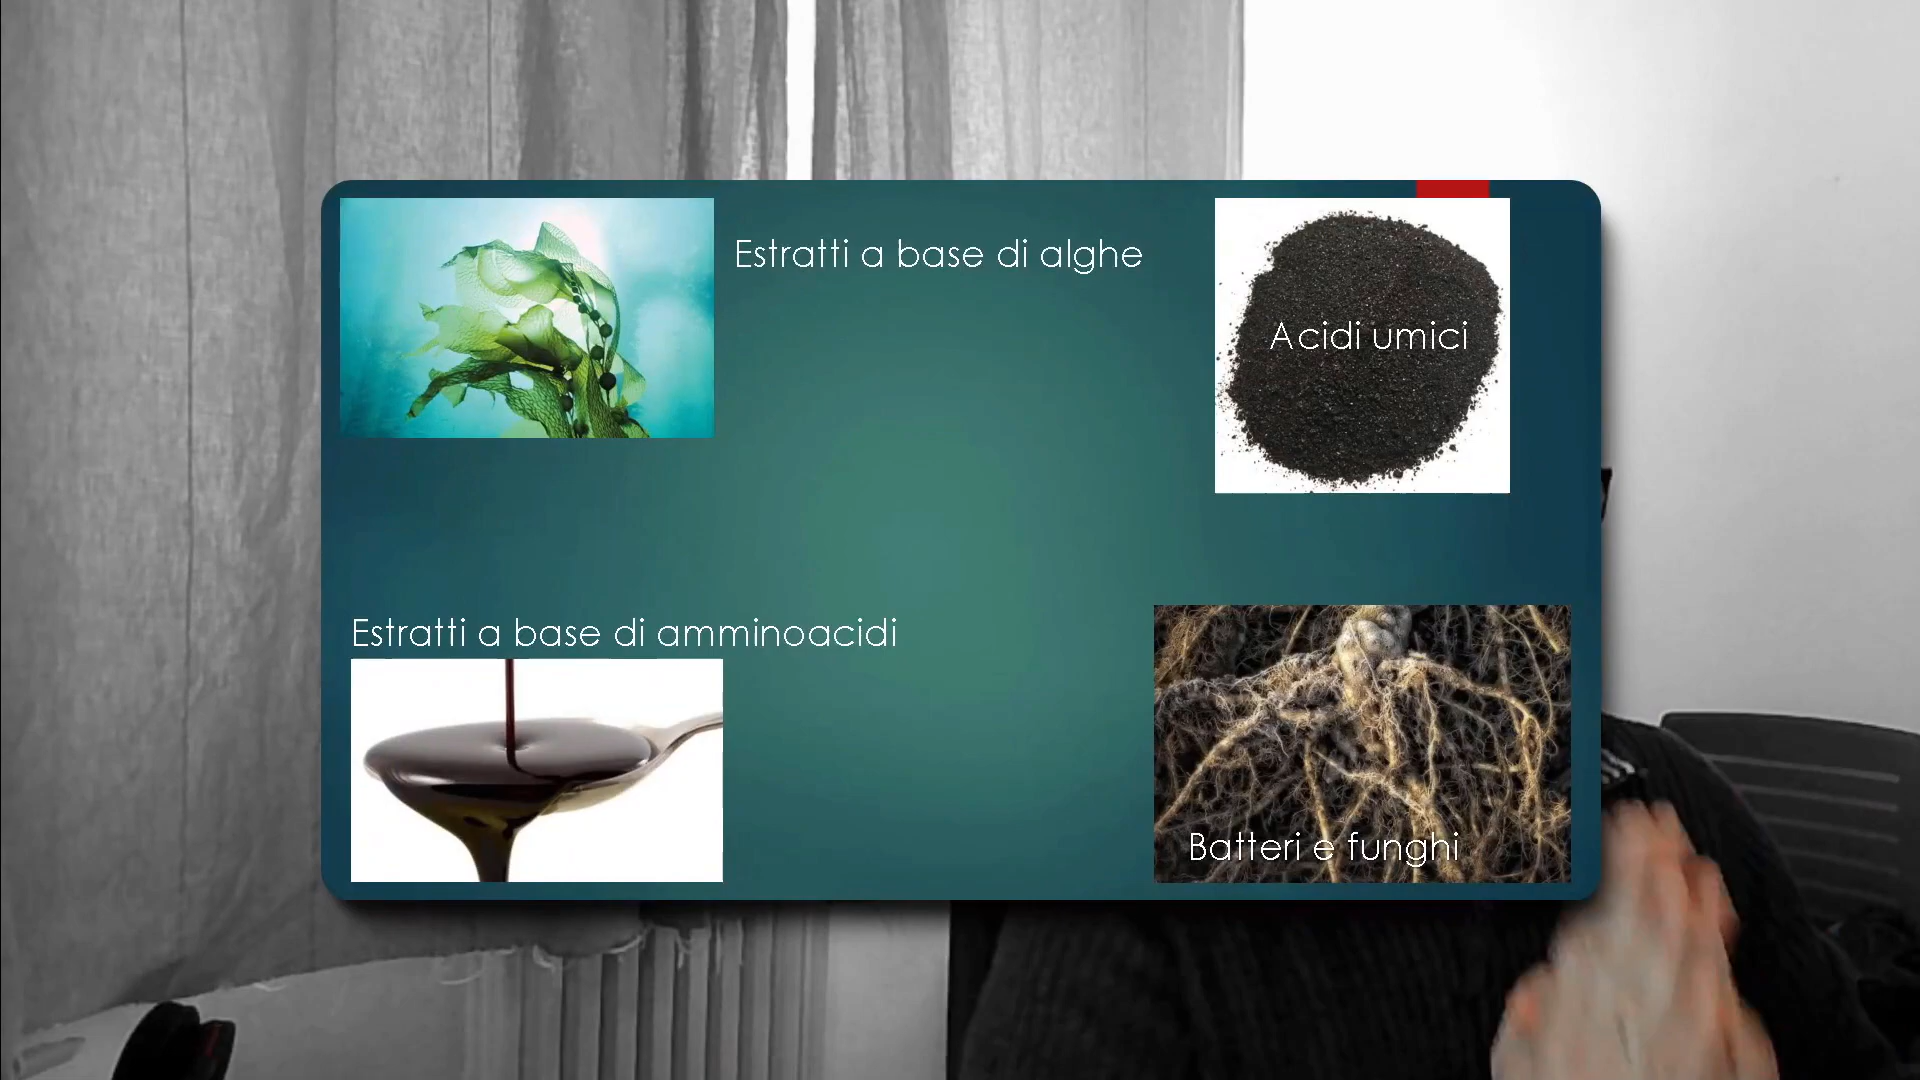 Estratti a base di alghe
Acidi umici
Estratti a base di amminoacidi
Batteri e funghi